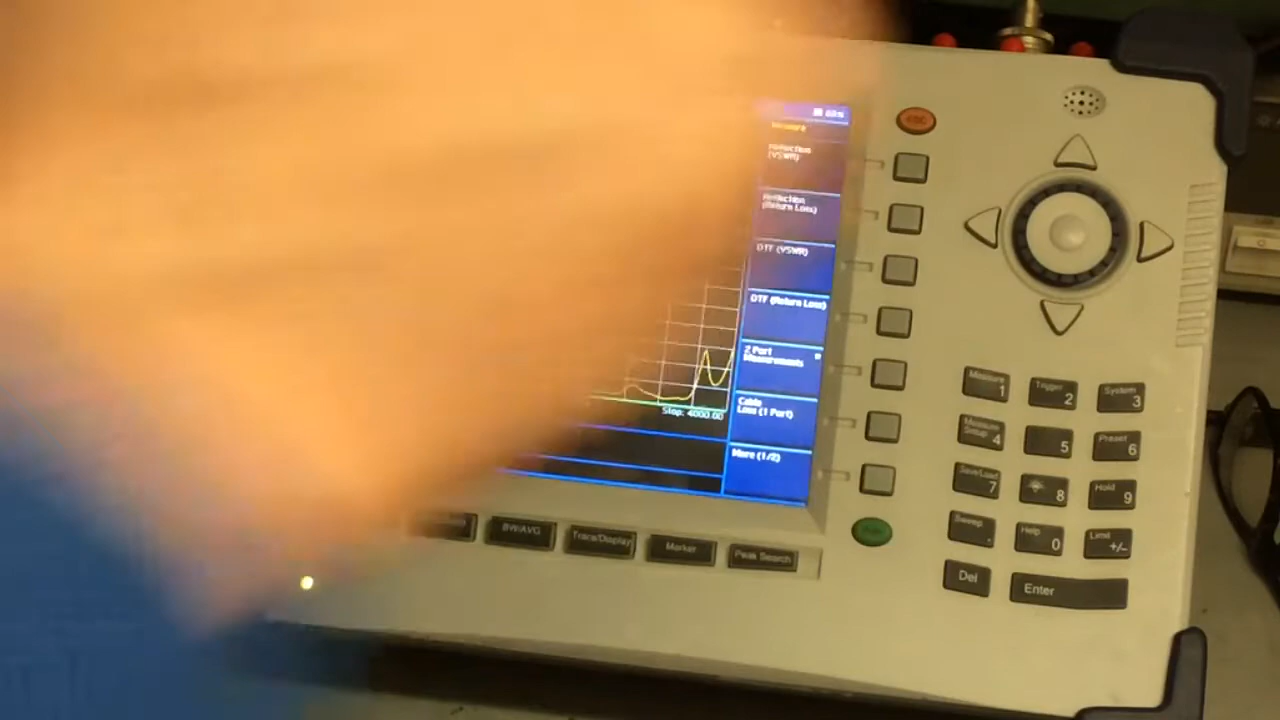 ESC
Measure
Reflection
(VSWR)
Reflection
(Return Loss)
DTF (VSWR)
DTF (Return Loss)
2 Port
Measurements
Cable
Loss (1 Port)
More (1/2)
Stop: 4000.00
BW/AVG
Trace/Display
Marker
Peak Search
Measure
1
Trigger
2
System
3
Measure
Setup
4
5
Preset
6
Save/Load
7
8
Hold
9
Sweep
.
Help
0
Limit
+/-
Del
Enter